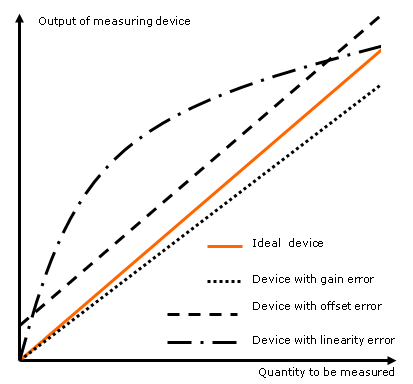 Output of measuring device
Ideal device
Device with gain error
Device with offset error
Device with linearity error
Quantity to be measured